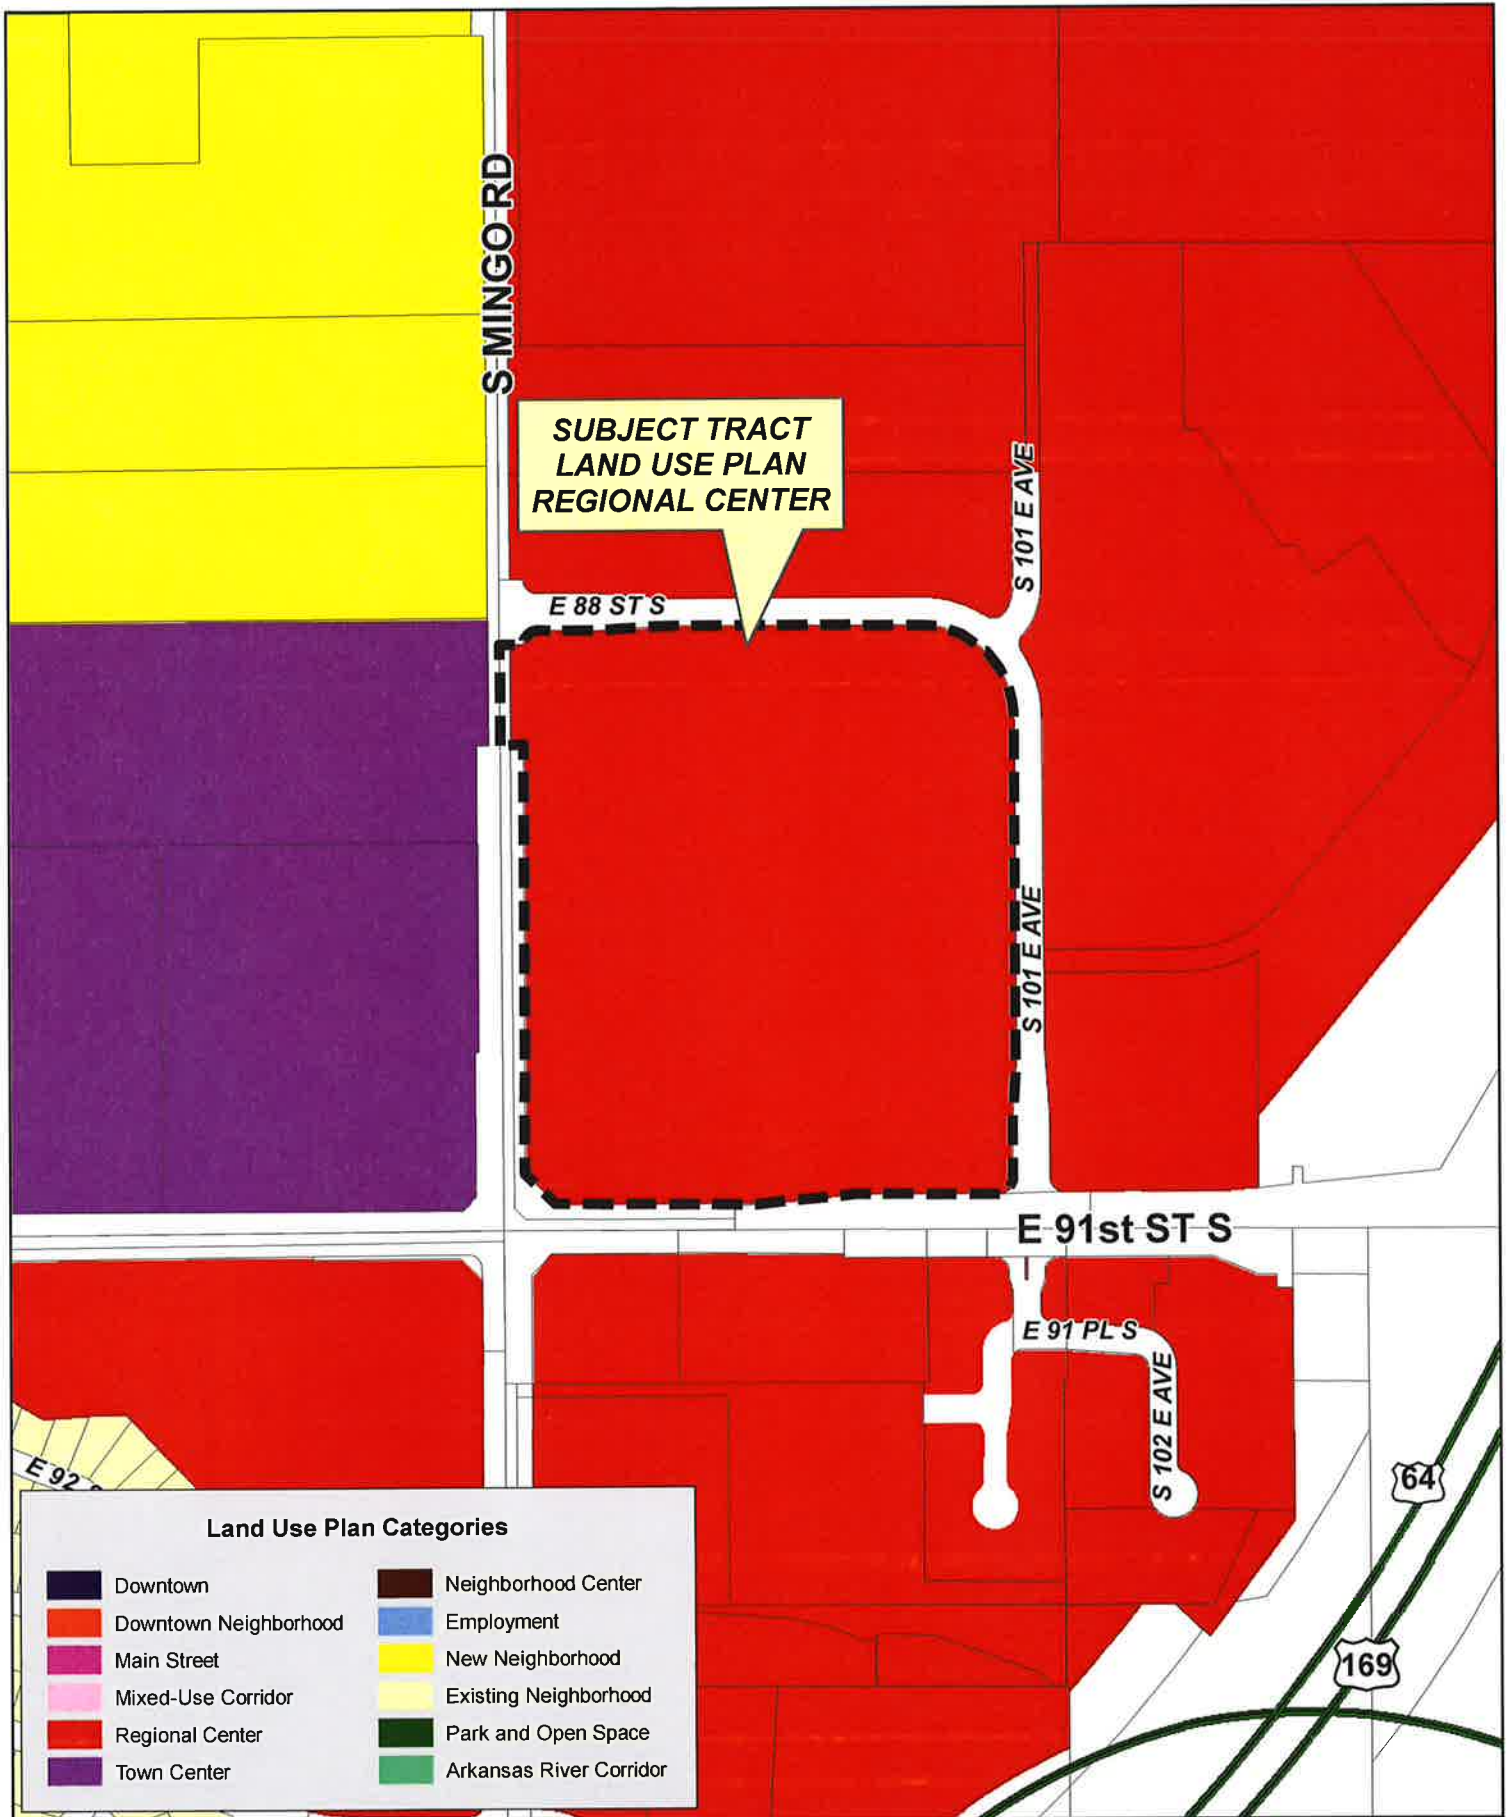 S MINGO RD
SUBJECT TRACT
LAND USE PLAN
REGIONAL CENTER
S 101 E AVE
E 88 ST S
S 101 E AVE
E 91st ST S
E 91 PL S
S 102 E AVE
E 92
64
169
Land Use Plan Categories
Downtown
Downtown Neighborhood
Main Street
Mixed-Use Corridor
Regional Center
Town Center
Neighborhood Center
Employment
New Neighborhood
Existing Neighborhood
Park and Open Space
Arkansas River Corridor